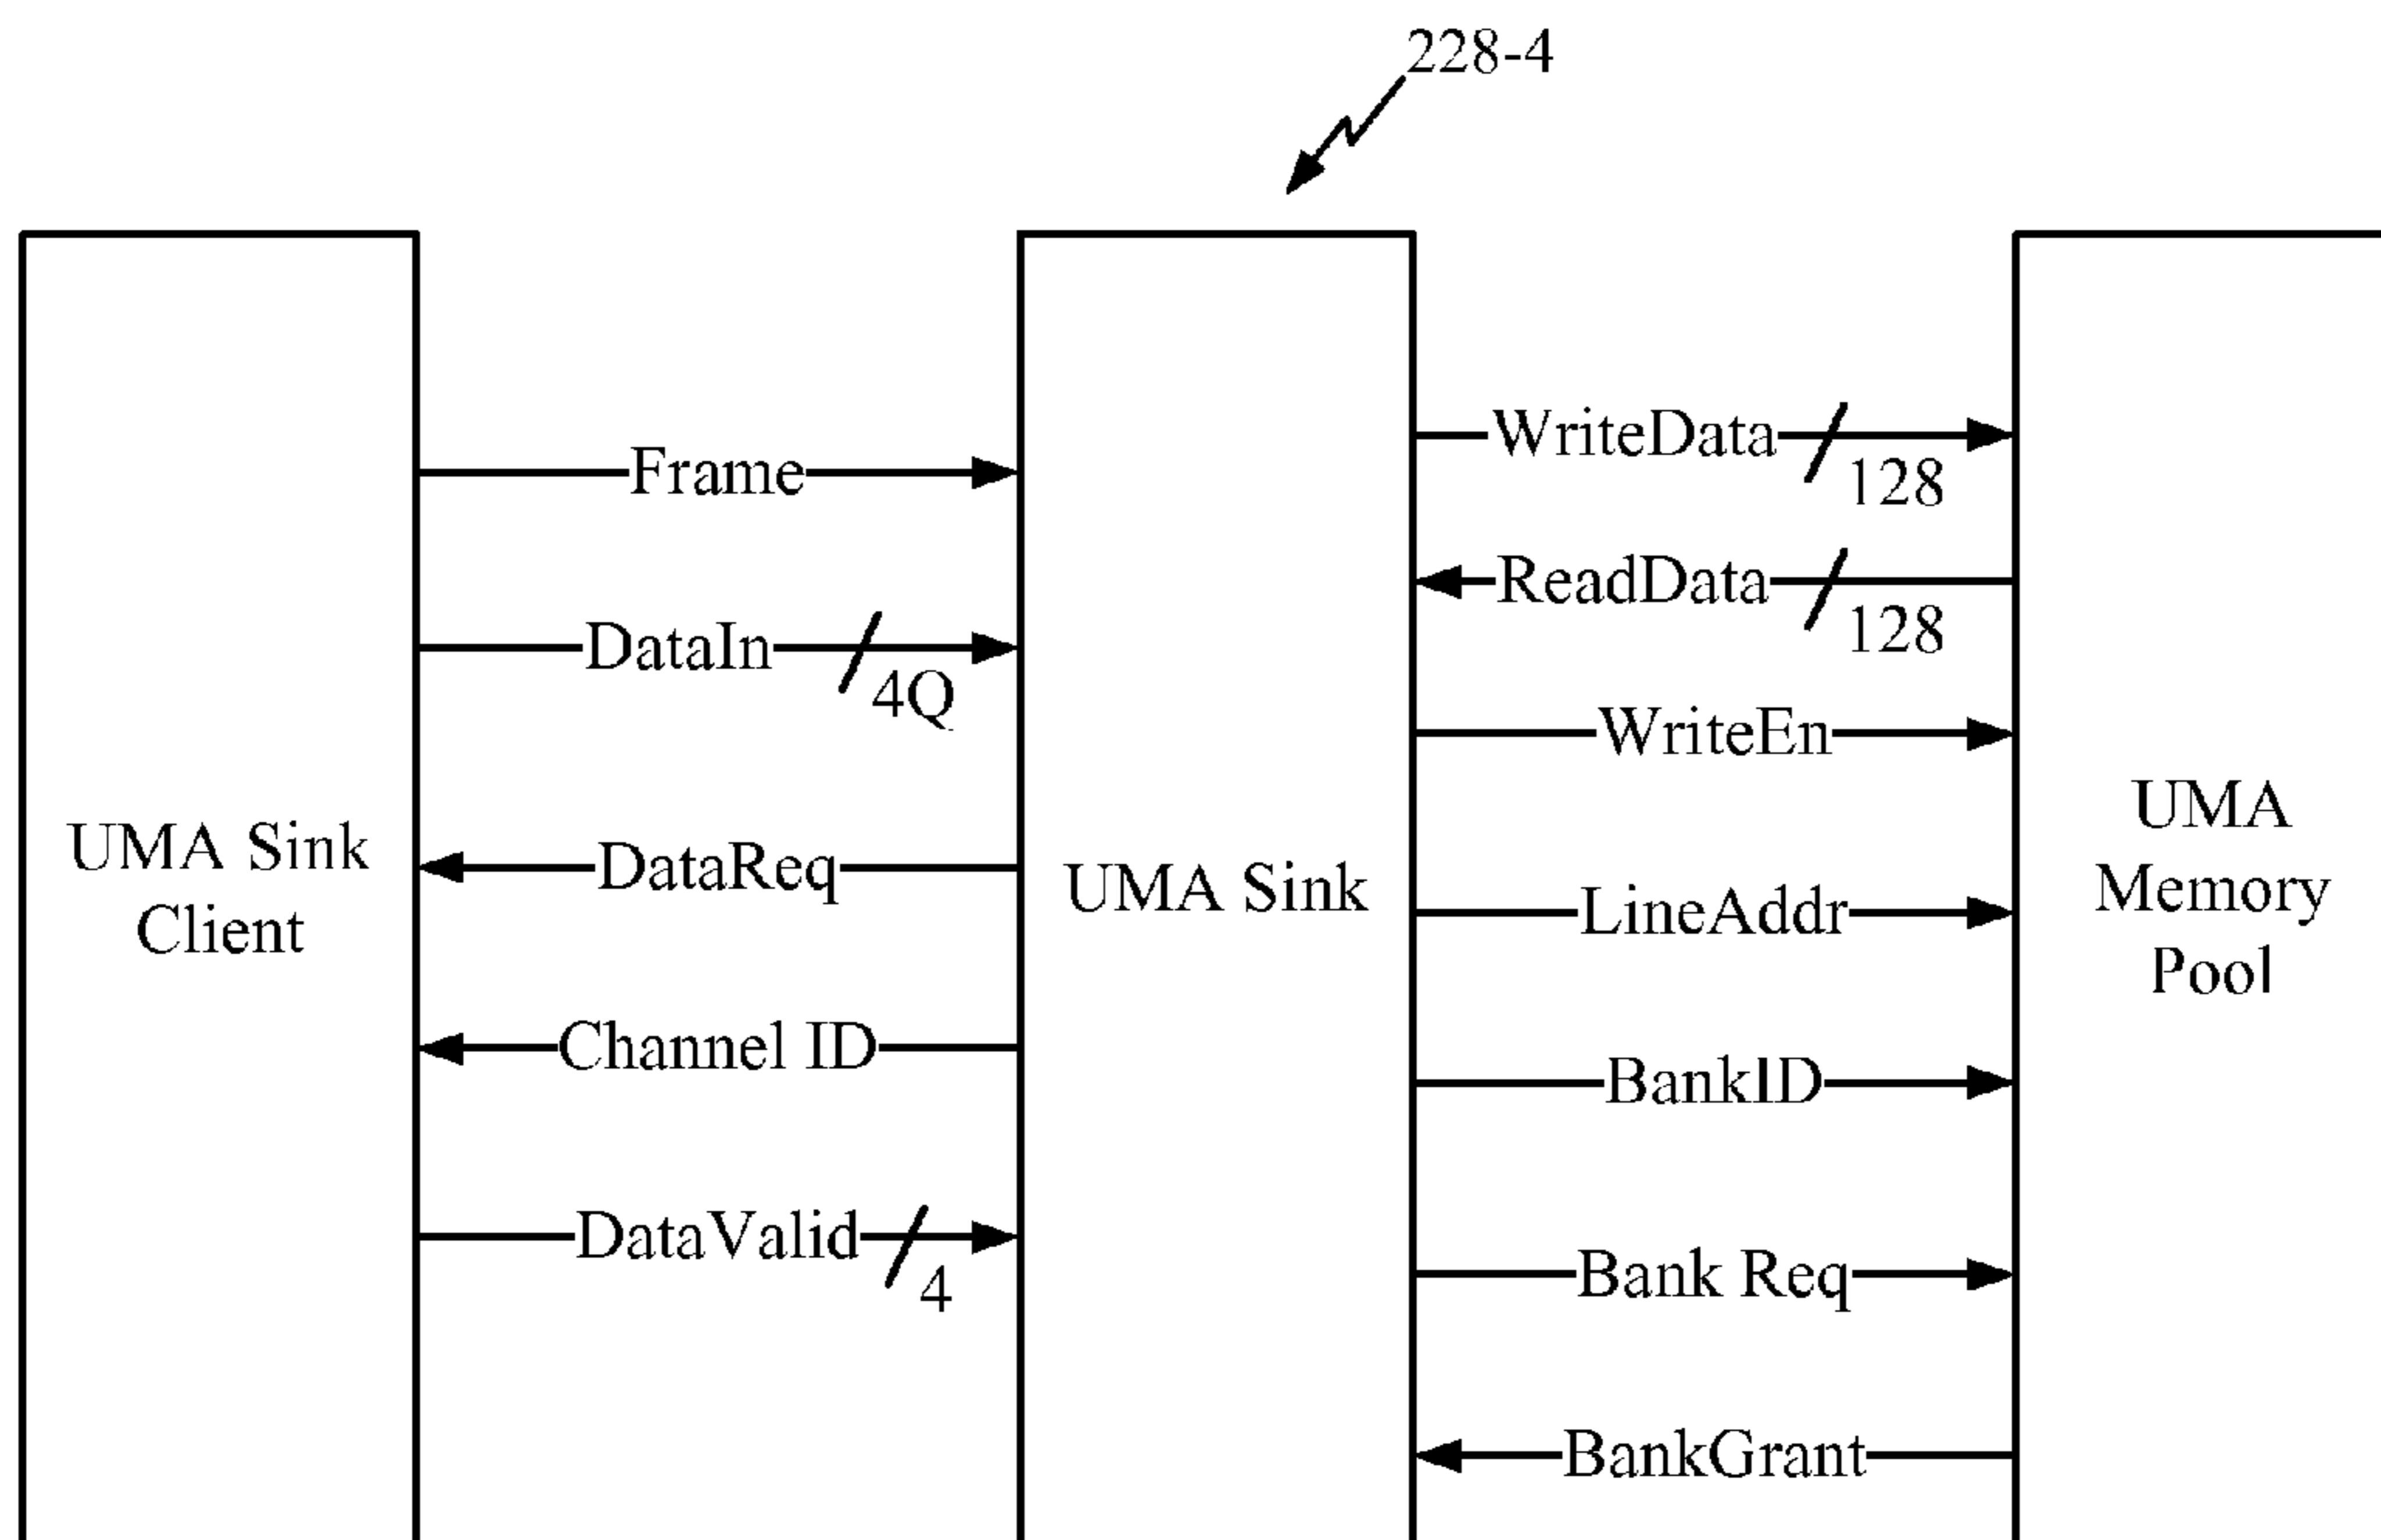 228-4
UMA Sink
Client
Frame
DataIn
4Q
DataReq
Channel ID
DataValid
4
UMA Sink
WriteData
128
ReadData
128
WriteEn
LineAddr
BankID
Bank Req
BankGrant
UMA
Memory
Pool